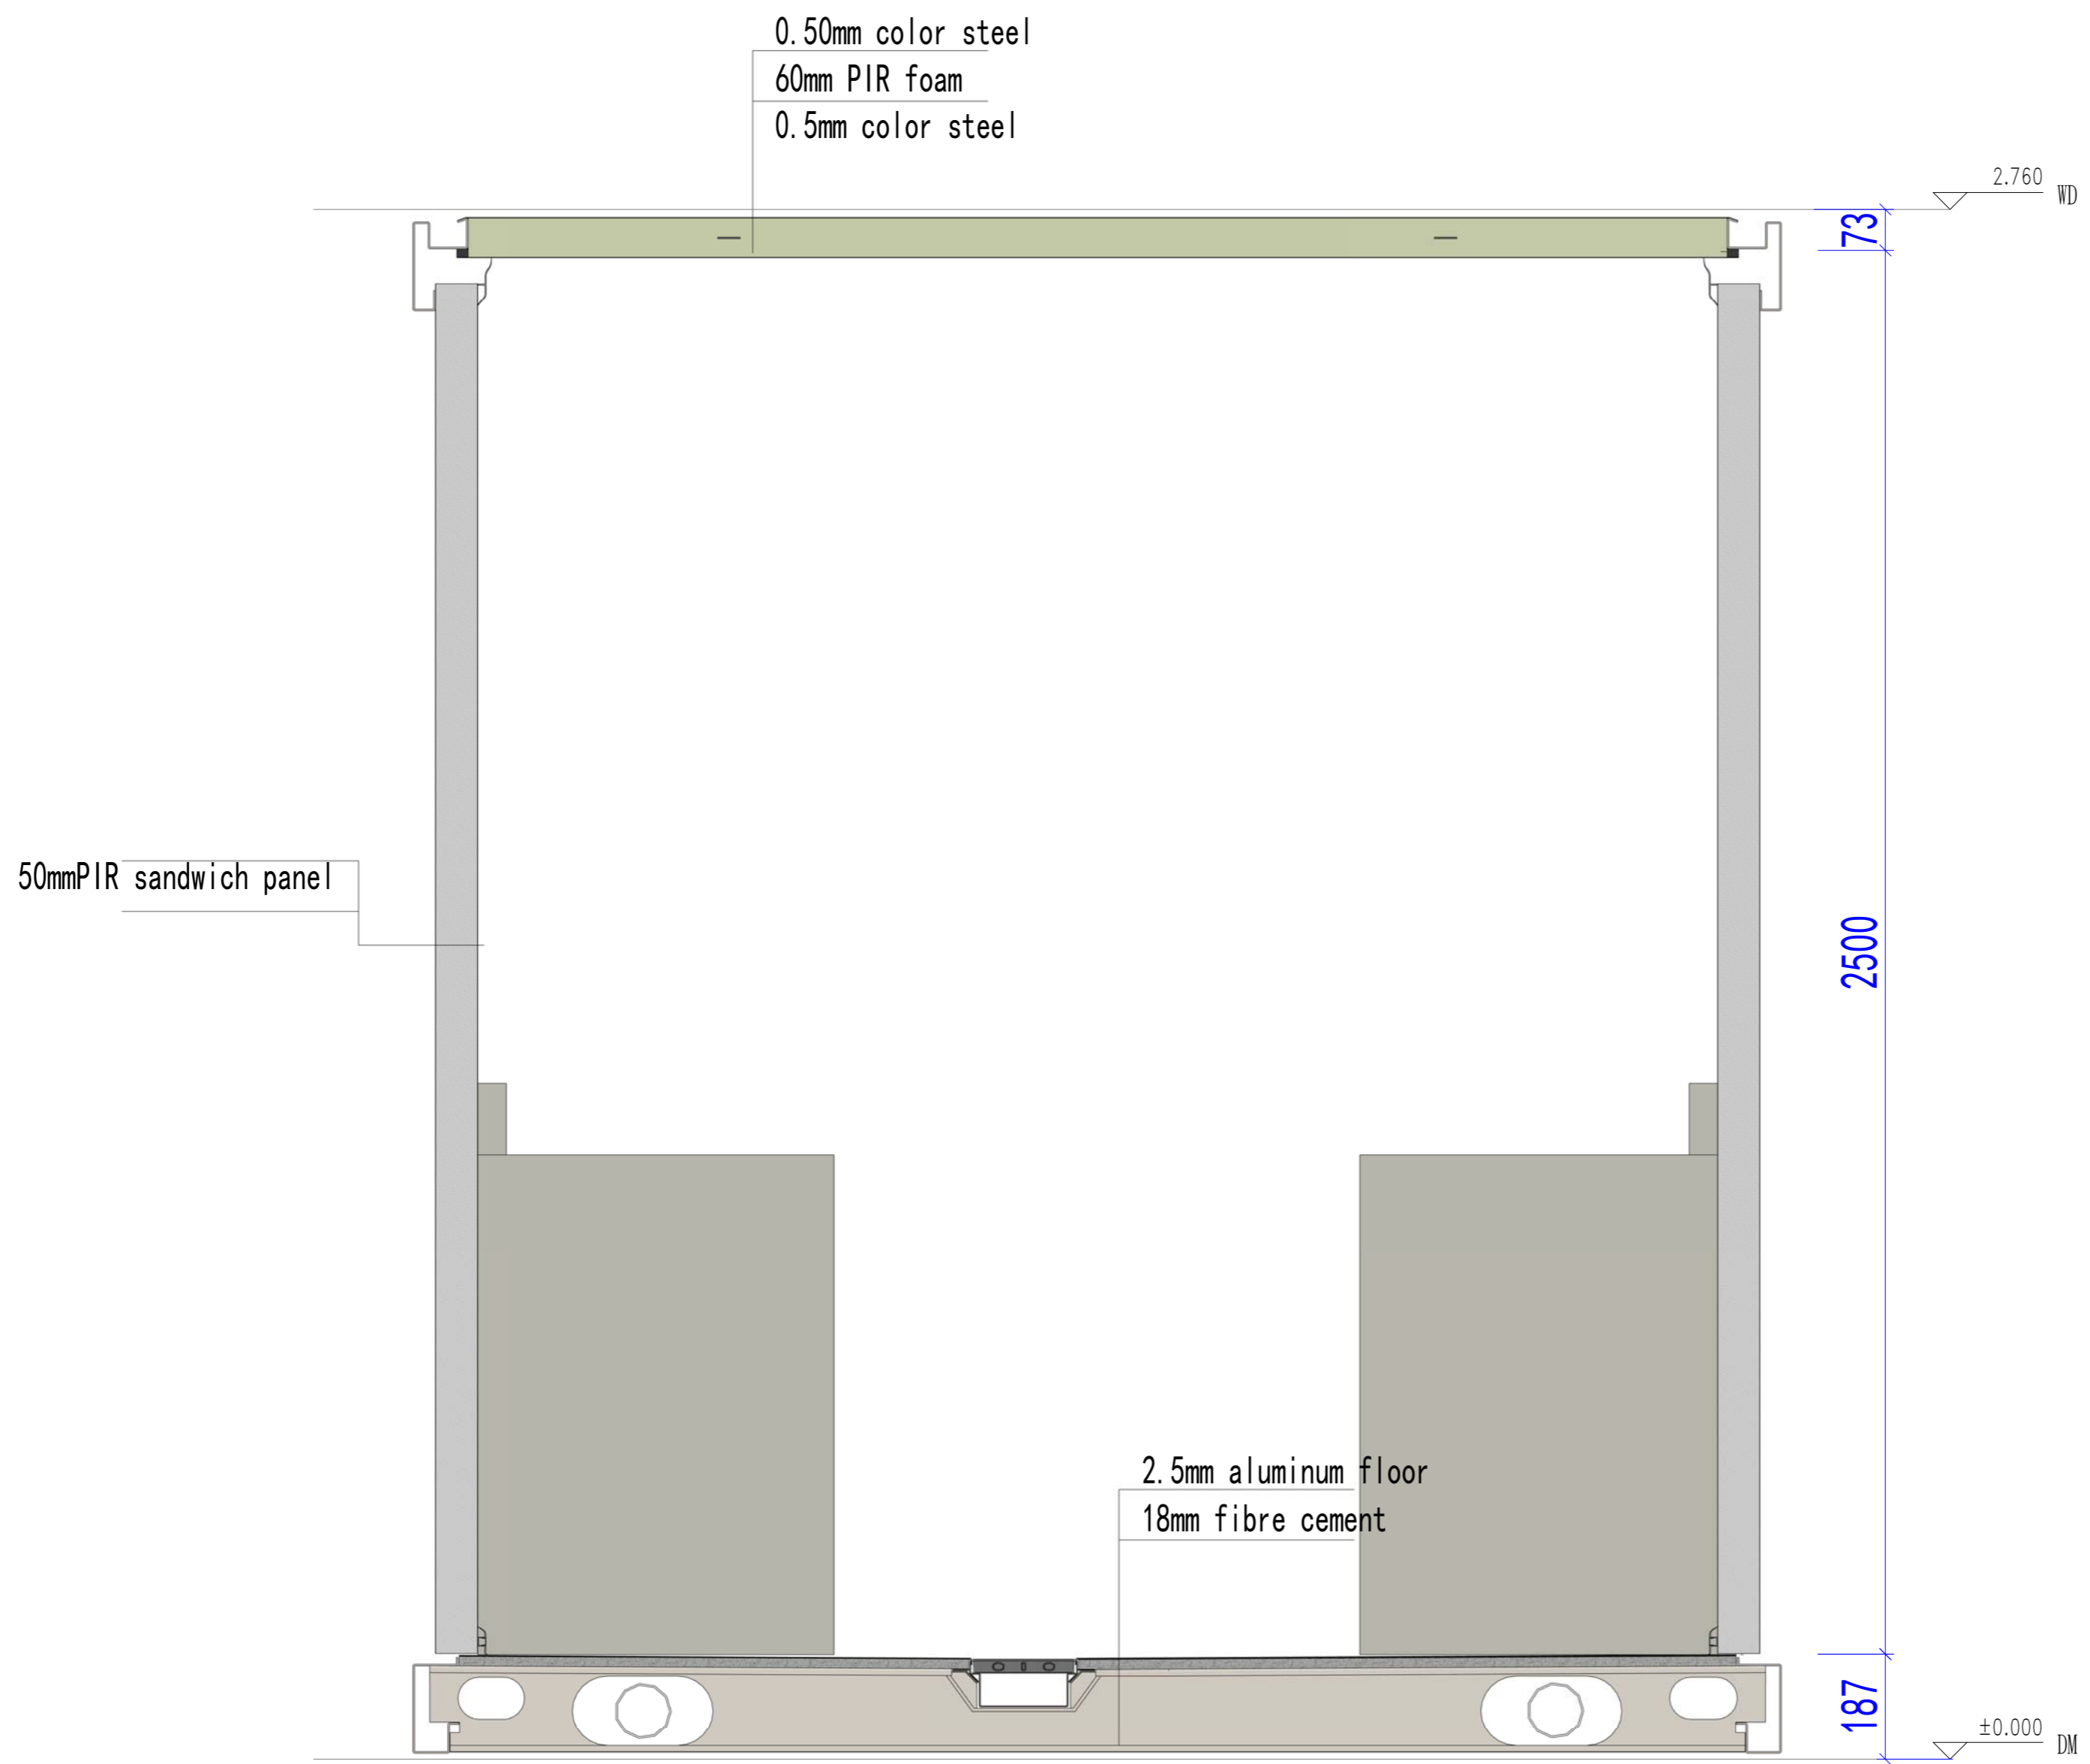 0.50mm color steel
60mm PIR foam
0.5mm color steel
2.760
WD
73
50mmPIR sandwich panel
2500
2.5mm aluminum floor
18mm fibre cement
187
±0.000
DM